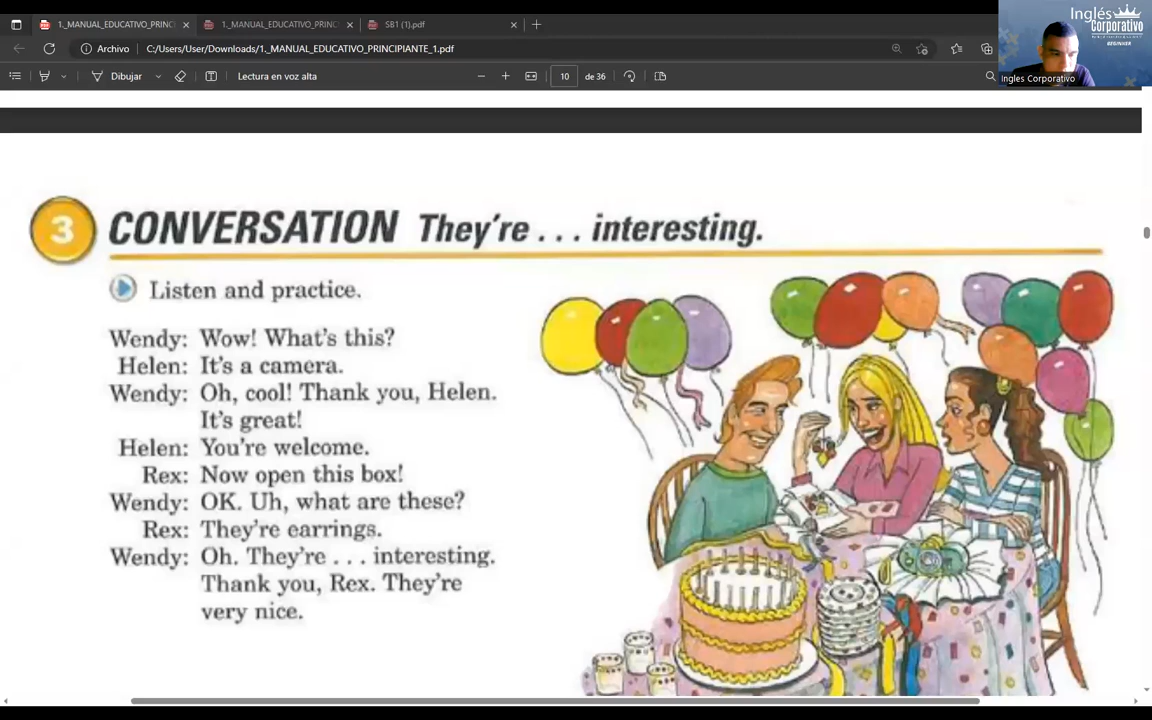 1._MANUAL_EDUCATIVO_PRINC
1._MANUAL_EDUCATIVO_PRINC
SB1 (1).pdf
Archivo
C:/Users/User/Downloads/1._MANUAL_EDUCATIVO_PRINCIPIANTE_1.pdf
Dibujar
Lectura en voz alta
10
de 36
Inglés
Corporativo
BEGINNER
Ingles Corporativo
3 CONVERSATION They're . . . interesting.
Listen and practice.
Wendy: Wow! What's this?
Helen: It's a camera.
Wendy: Oh, cool! Thank you, Helen.
It's great!
Helen: You're welcome.
Rex: Now open this box!
Wendy: OK. Uh, what are these?
Rex: They're earrings.
Wendy: Oh. They're . . . interesting.
Thank you, Rex. They're
very nice.